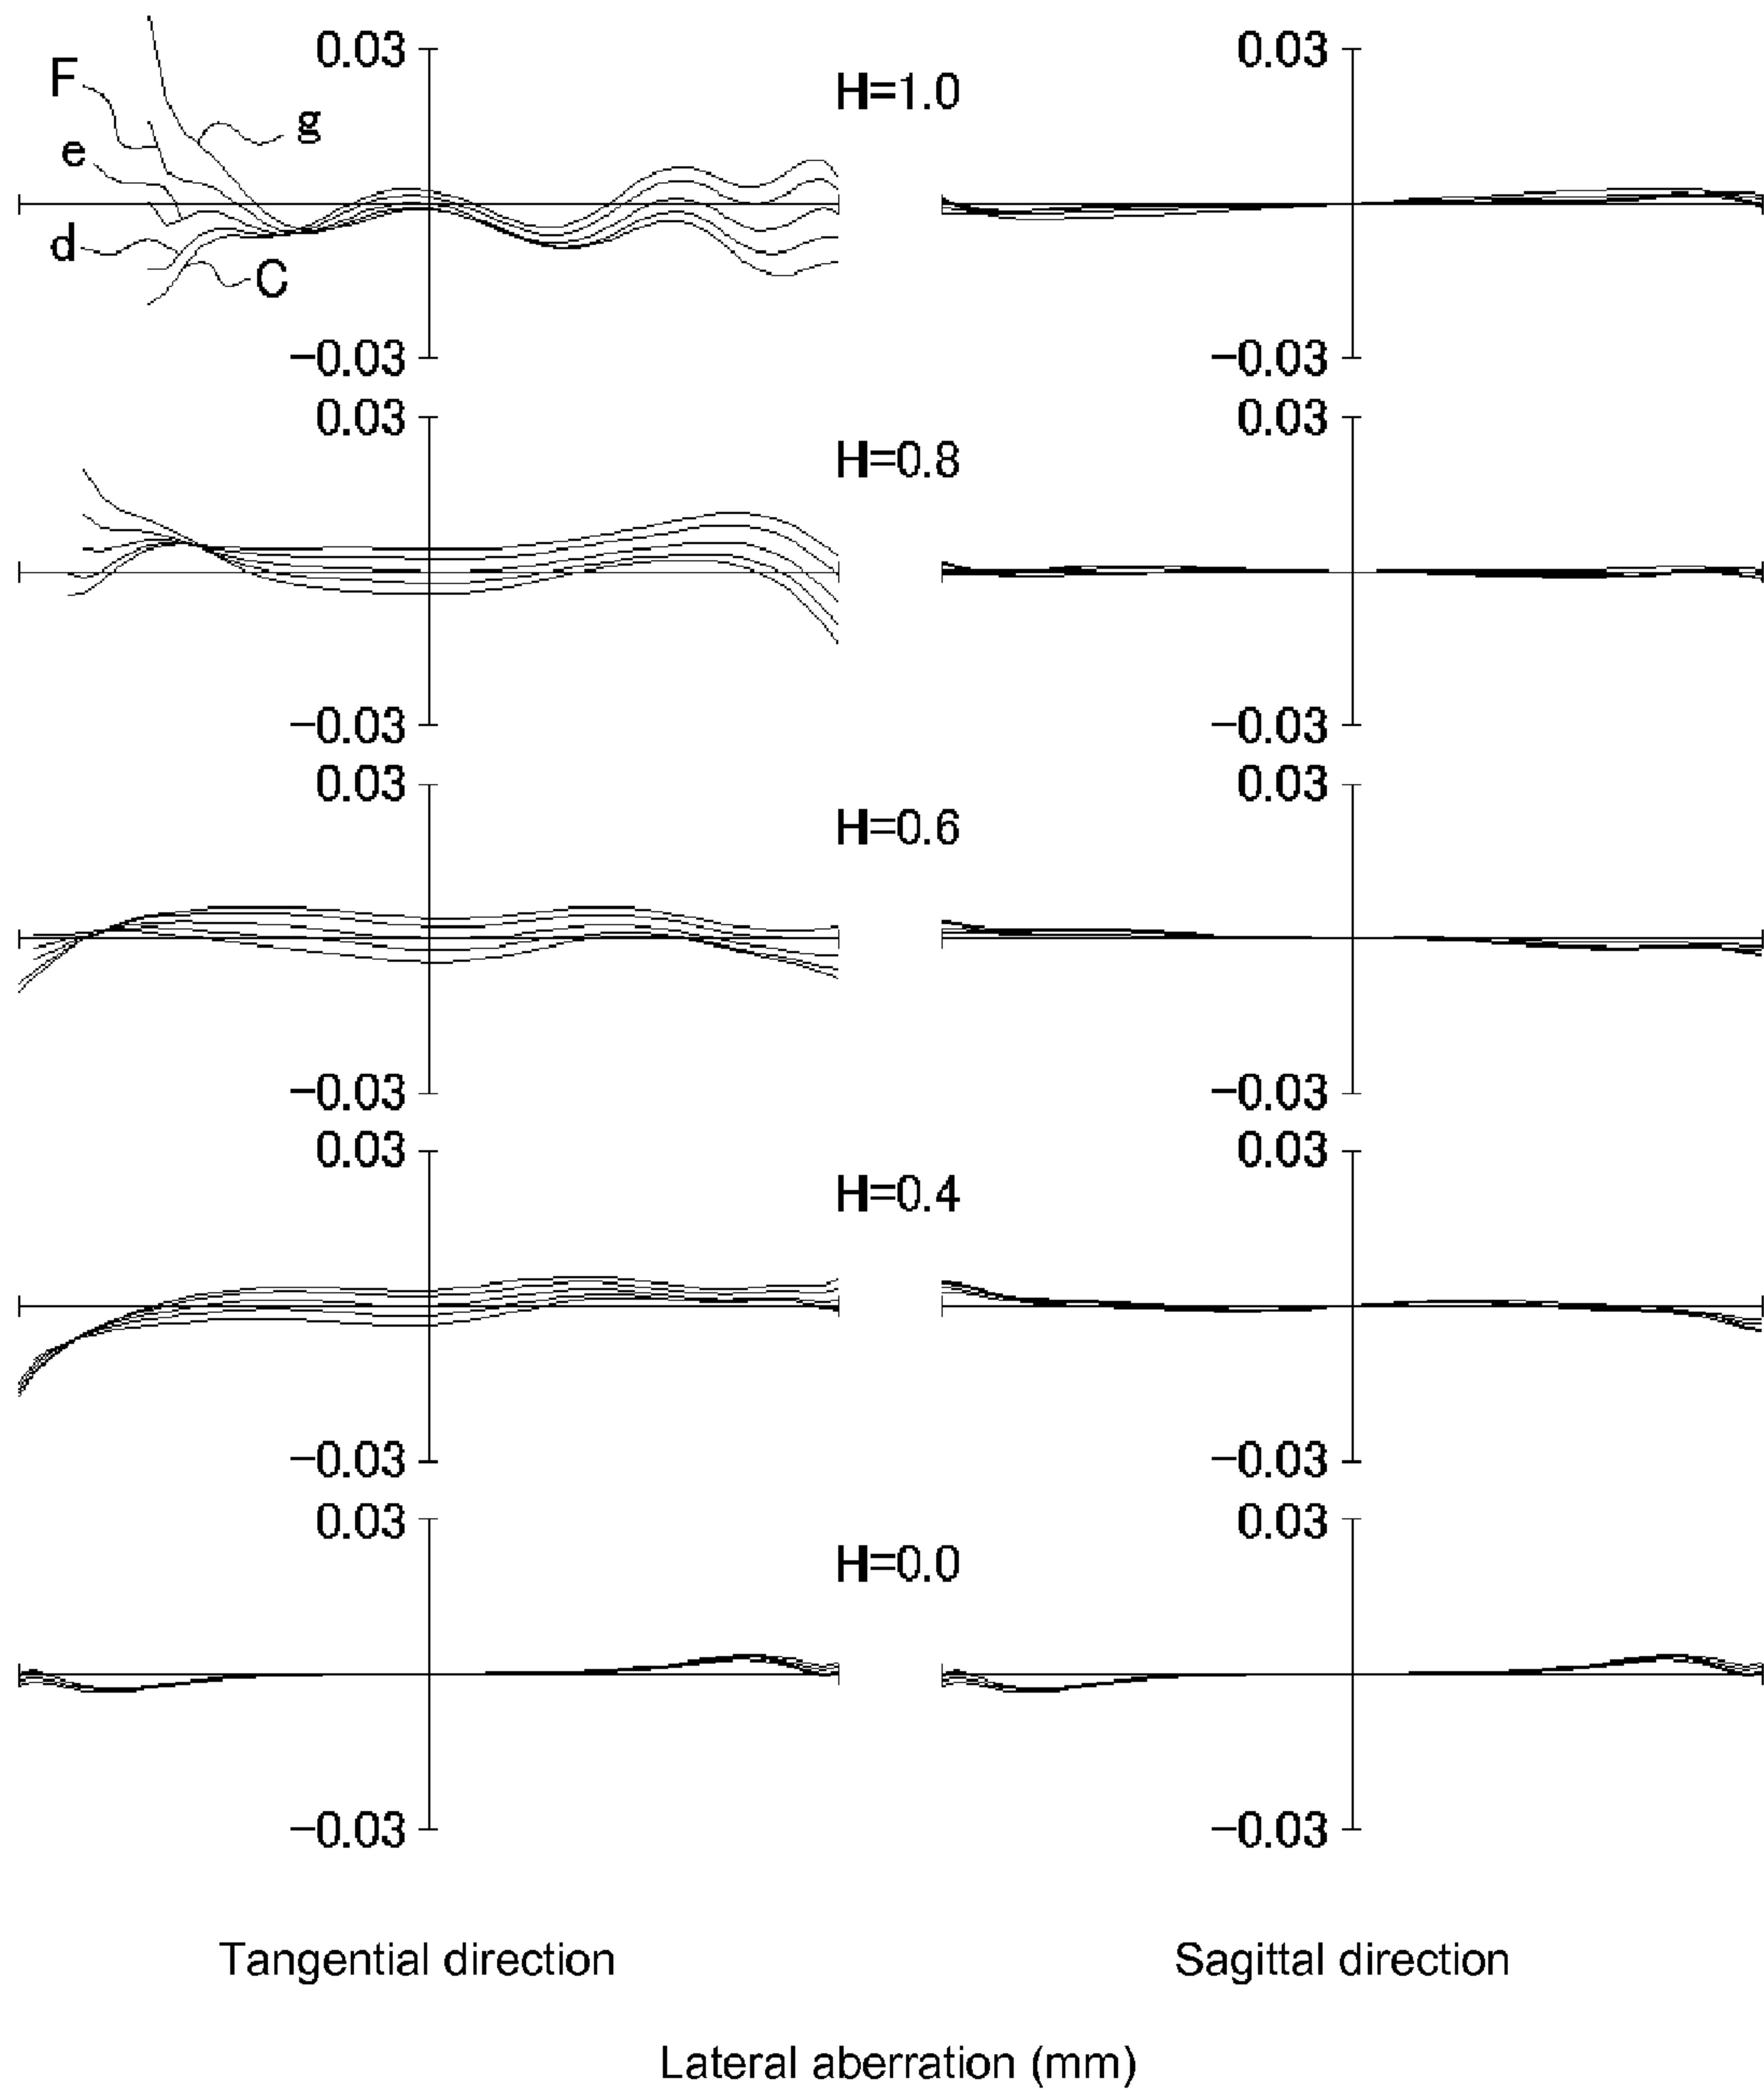 0.03
0.03
H=1.0
F
g
e
d
C
−0.03
−0.03
0.03
0.03
H=0.8
−0.03
−0.03
0.03
0.03
H=0.6
−0.03
−0.03
0.03
0.03
H=0.4
−0.03
−0.03
0.03
0.03
H=0.0
−0.03
−0.03
Tangential direction
Sagittal direction
Lateral aberration (mm)